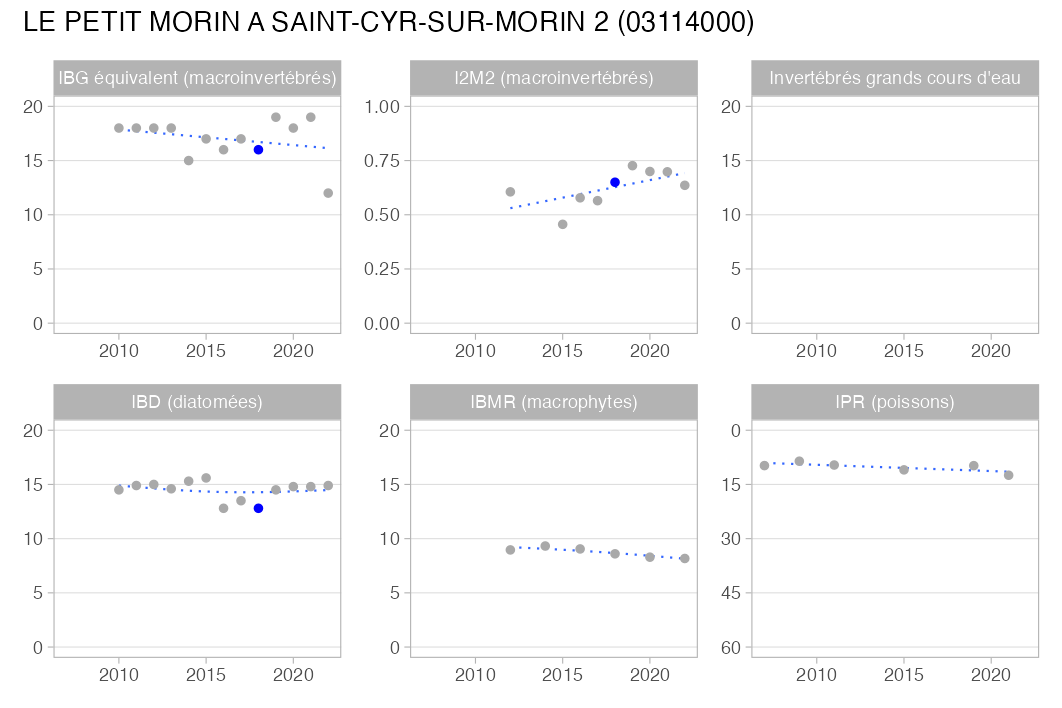 LE PETIT MORIN A SAINT-CYR-SUR-MORIN 2 (03114000)
IBG équivalent (macroinvertébrés)
20
15
10
5
0
2010 2015 2020
I2M2 (macroinvertébrés)
1.00
0.75
0.50
0.25
0.00
2010 2015 2020
Invertébrés grands cours d'eau
20
15
10
5
0
2010 2015 2020
IBD (diatomées)
20
15
10
5
0
2010 2015 2020
IBMR (macrophytes)
20
15
10
5
0
2010 2015 2020
IPR (poissons)
0
15
30
45
60
2010 2015 2020